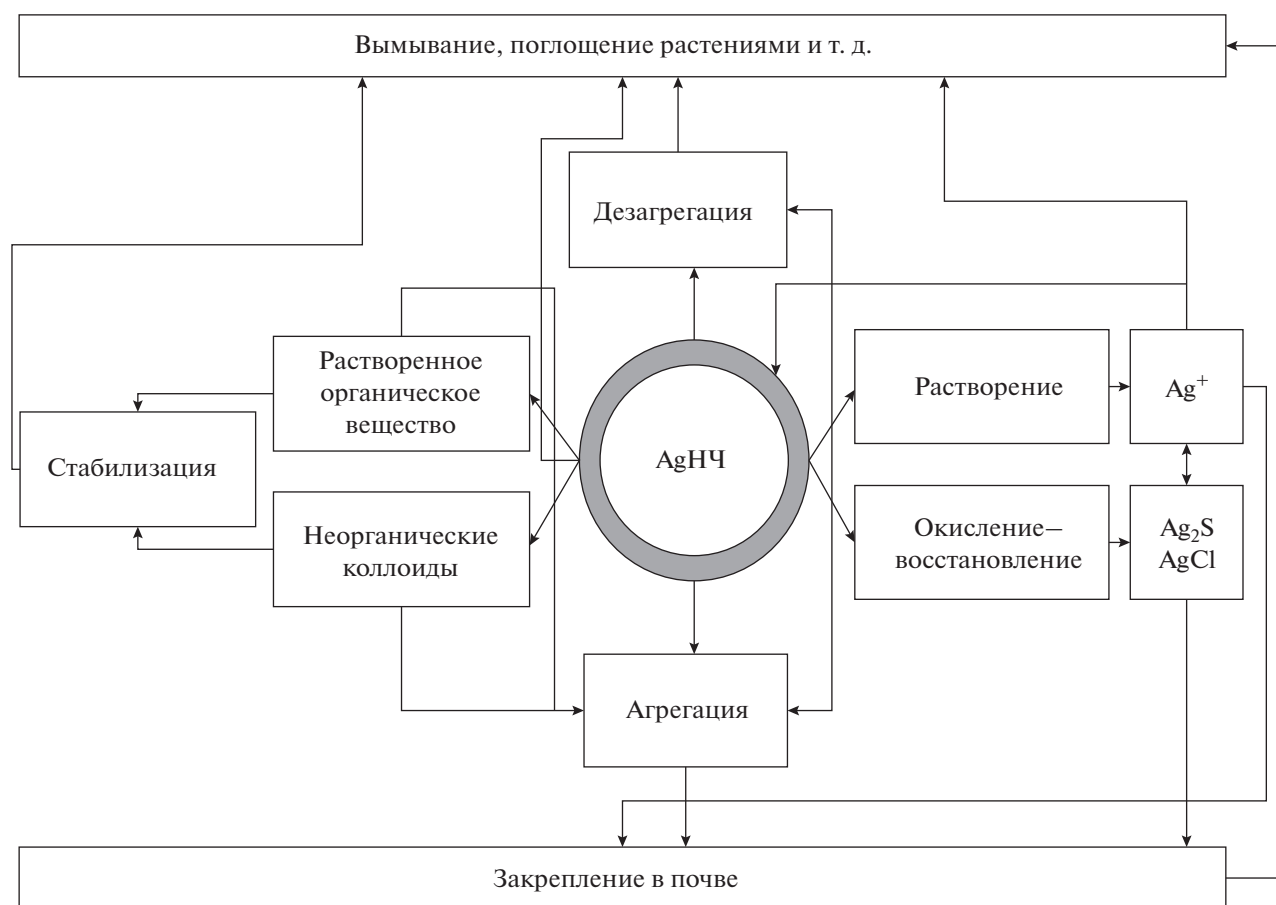 Вымывание, поглощение растениями и т. д.
Дезагрегация
Растворенное
органическое
вещество
Растворение
Ag⁺
AgНЧ
Стабилизация
Неорганические
коллоиды
Окисление–
восстановление
Ag₂S
AgCl
Агрегация
Закрепление в почве